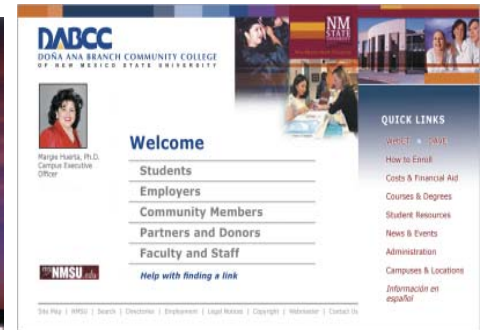 DABCC
DOÑA ANA BRANCH COMMUNITY COLLEGE
OF NEW MEXICO STATE UNIVERSITY
NM
STATE
Margie Huerta, Ph.D.
Campus Executive
Officer
Welcome
Students
Employers
Community Members
Partners and Donors
Faculty and Staff
Help with finding a link
NMSU.edu
QUICK LINKS
How to Enroll
Costs & Financial Aid
Courses & Degrees
Student Resources
News & Events
Administration
Campuses & Locations
Información en
español
Site Map | NMSU | Search | Directories | Employment | Legal Notices | Copyright | Webmaster | Contact Us